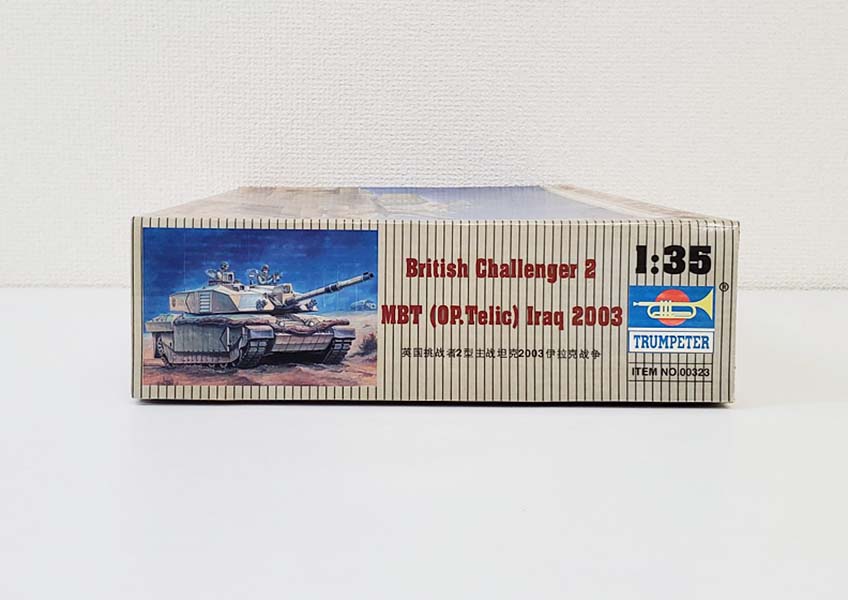 British Challenger 2
MBT (OP.Telic) Iraq 2003
英国挑战者2型主战坦克2003伊拉克战争
1:35
®
TRUMPETER
ITEM NO.00323